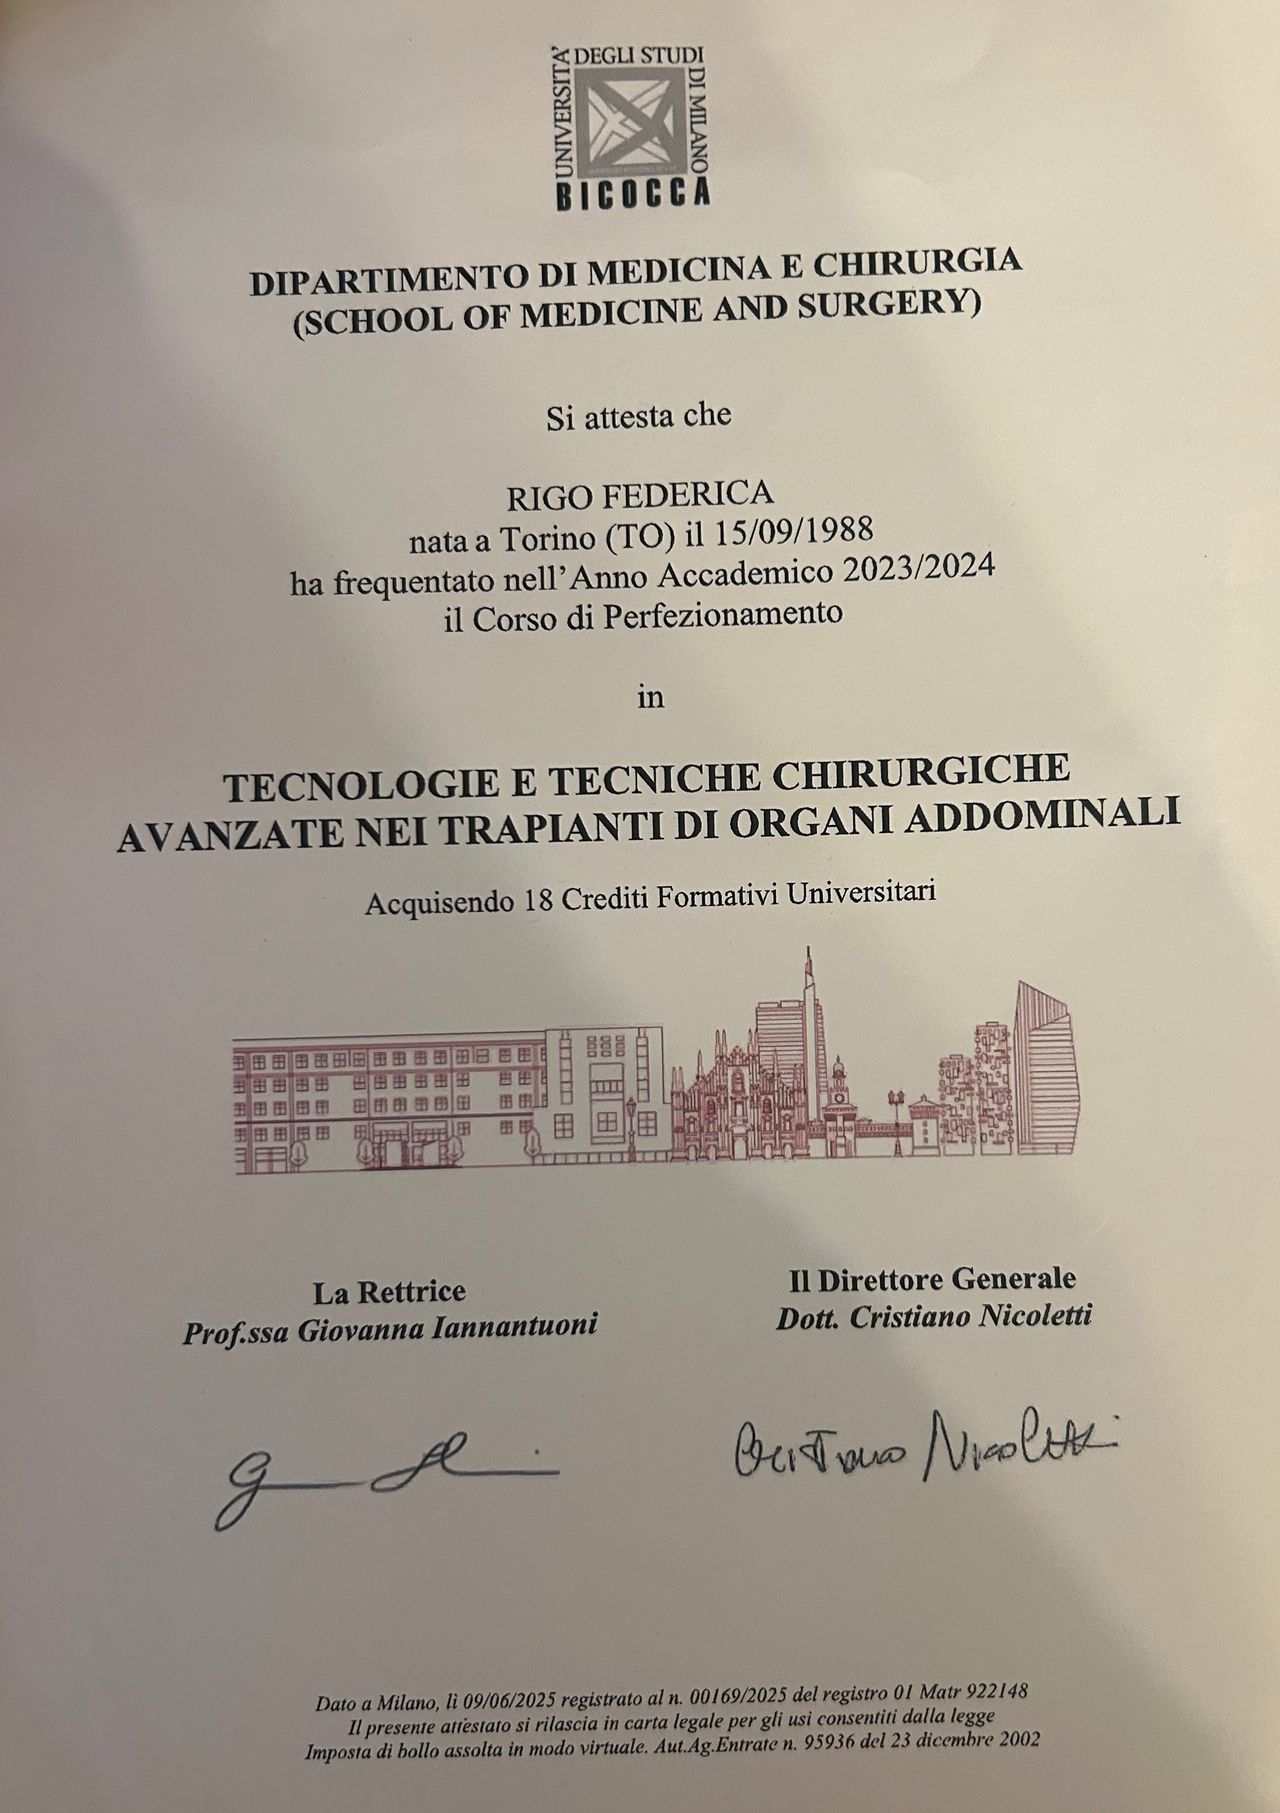 UNIVERSITÀ
DEGLI STUDI
DI MILANO
BICOCCA
DIPARTIMENTO DI MEDICINA E CHIRURGIA
(SCHOOL OF MEDICINE AND SURGERY)
Si attesta che
RIGO FEDERICA
nata a Torino (TO) il 15/09/1988
ha frequentato nell'Anno Accademico 2023/2024
il Corso di Perfezionamento
in
TECNOLOGIE E TECNICHE CHIRURGICHE
AVANZATE NEI TRAPIANTI DI ORGANI ADDOMINALI
Acquisendo 18 Crediti Formativi Universitari
La Rettrice
Prof.ssa Giovanna Iannantuoni
Il Direttore Generale
Dott. Cristiano Nicoletti
Cristiano Nicoletti
Dato a Milano, lì 09/06/2025 registrato al n. 00169/2025 del registro 01 Matr 922148
Il presente attestato si rilascia in carta legale per gli usi consentiti dalla legge
Imposta di bollo assolta in modo virtuale. Aut.Ag.Entrate n. 95936 del 23 dicembre 2002